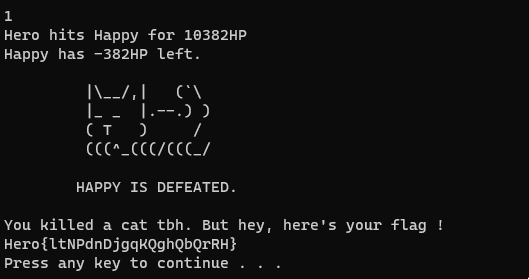 1
Hero hits Happy for 10382HP
Happy has -382HP left.
|\__/,|   (`\
|_ _  |.--.) )
( T   )     /
(((^_(((/(((_/
HAPPY IS DEFEATED.
You killed a cat tbh. But hey, here's your flag !
Hero{ltNPdnDjgqKQghQbQrRH}
Press any key to continue . . .